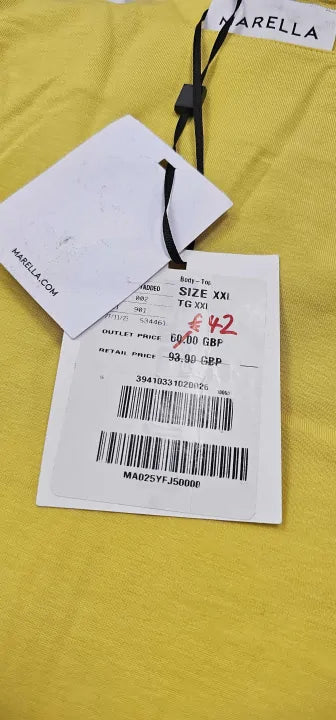 MARELLA
MARELLA.COM
Body - Top
SIZE XXL
TG XXL
002
901
534461
£42
OUTLET PRICE 60.00 GBP
RETAIL PRICE 93.90 GBP
39410331020026
MA025YFJ50000